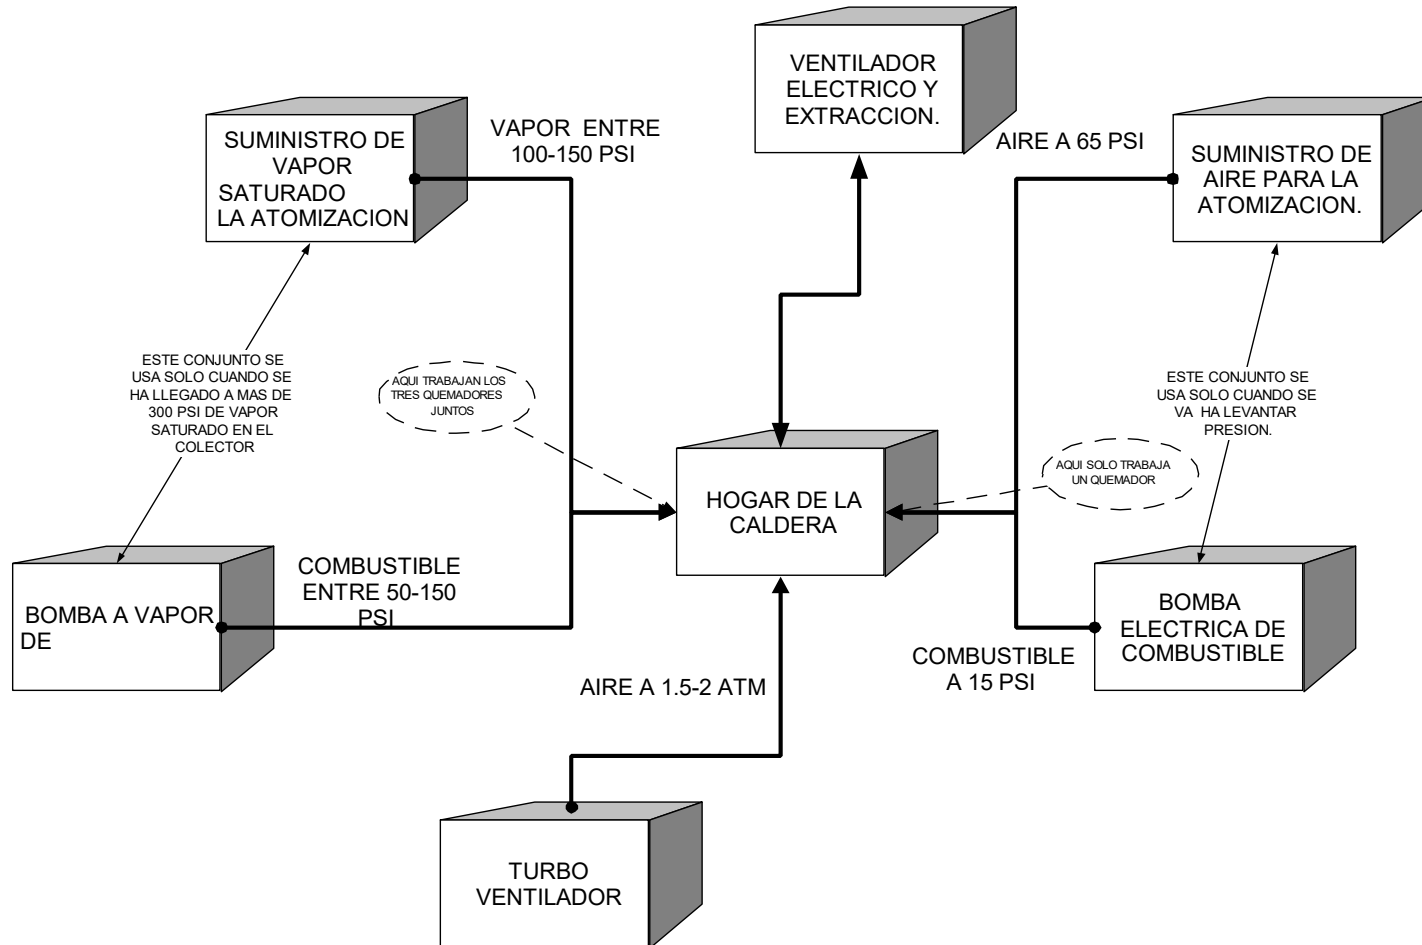 VENTILADOR
ELECTRICO Y
EXTRACCION.
SUMINISTRO DE
VAPOR
SATURADO
LA ATOMIZACION
VAPOR  ENTRE
100-150 PSI
AIRE A 65 PSI
SUMINISTRO DE
AIRE PARA LA
ATOMIZACION.
ESTE CONJUNTO SE
USA SOLO CUANDO SE
HA LLEGADO A MAS DE
300 PSI DE VAPOR
SATURADO EN EL
COLECTOR
AQUI TRABAJAN LOS
TRES QUEMADORES
JUNTOS
ESTE CONJUNTO SE
USA SOLO CUANDO SE
VA  HA LEVANTAR
PRESION.
AQUI SOLO TRABAJA
UN QUEMADOR
HOGAR DE LA
CALDERA
BOMBA A VAPOR
DE
COMBUSTIBLE
ENTRE 50-150
PSI
BOMBA
ELECTRICA DE
COMBUSTIBLE
COMBUSTIBLE
A 15 PSI
AIRE A 1.5-2 ATM
TURBO
VENTILADOR